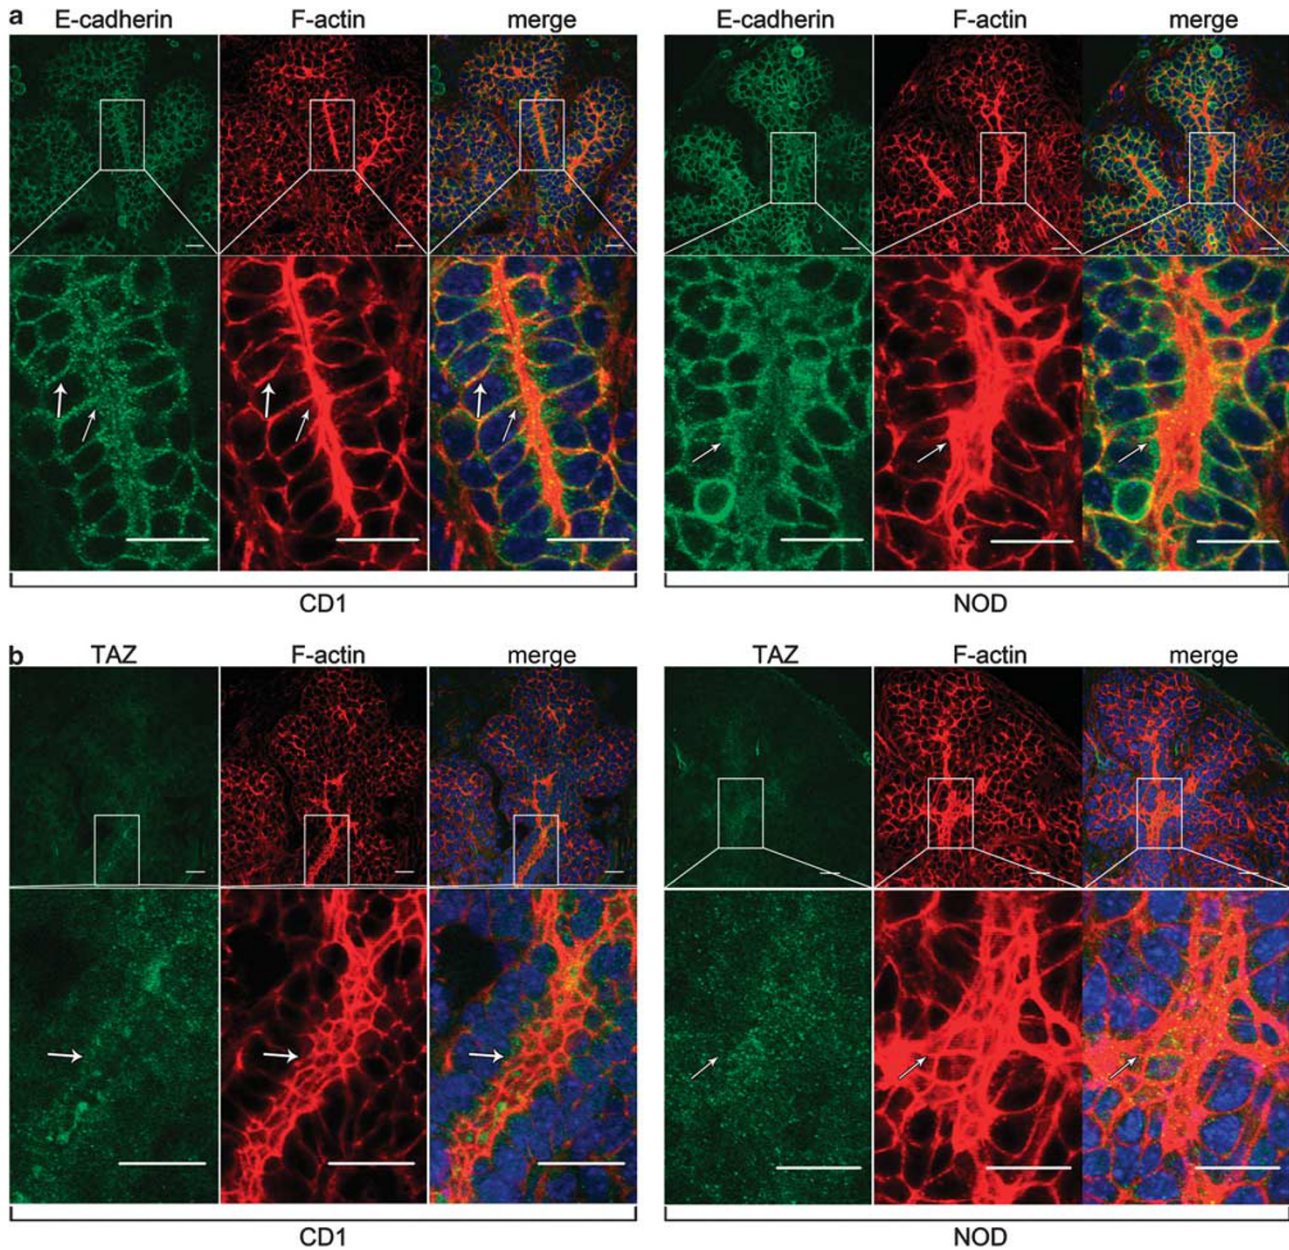 a
E-cadherin F-actin merge E-cadherin F-actin merge
CD1 NOD
b
TAZ F-actin merge TAZ F-actin merge
CD1 NOD